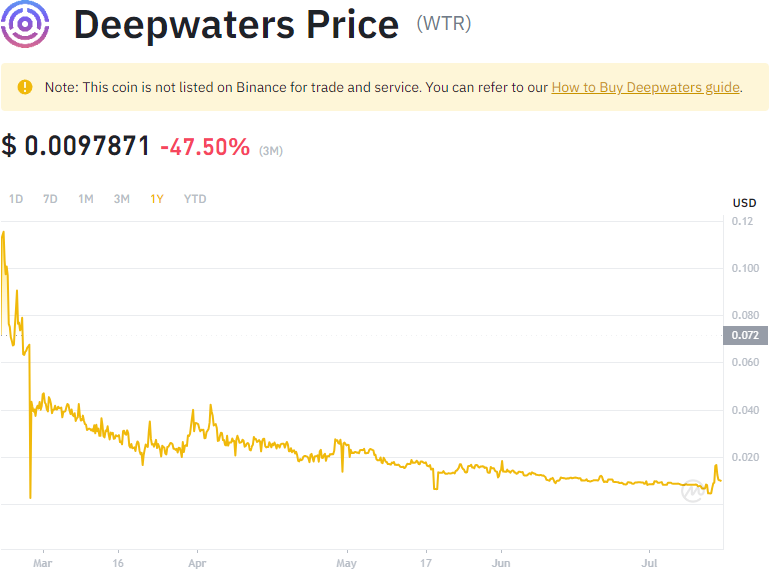 Deepwaters Price (WTR)
Note: This coin is not listed on Binance for trade and service. You can refer to our How to Buy Deepwaters guide.
$ 0.0097871 -47.50% (3M)
1D 7D 1M 3M 1Y YTD
USD
0.12
0.100
0.080
0.072
0.060
0.040
0.020
Mar 16 Apr May 17 Jun Jul